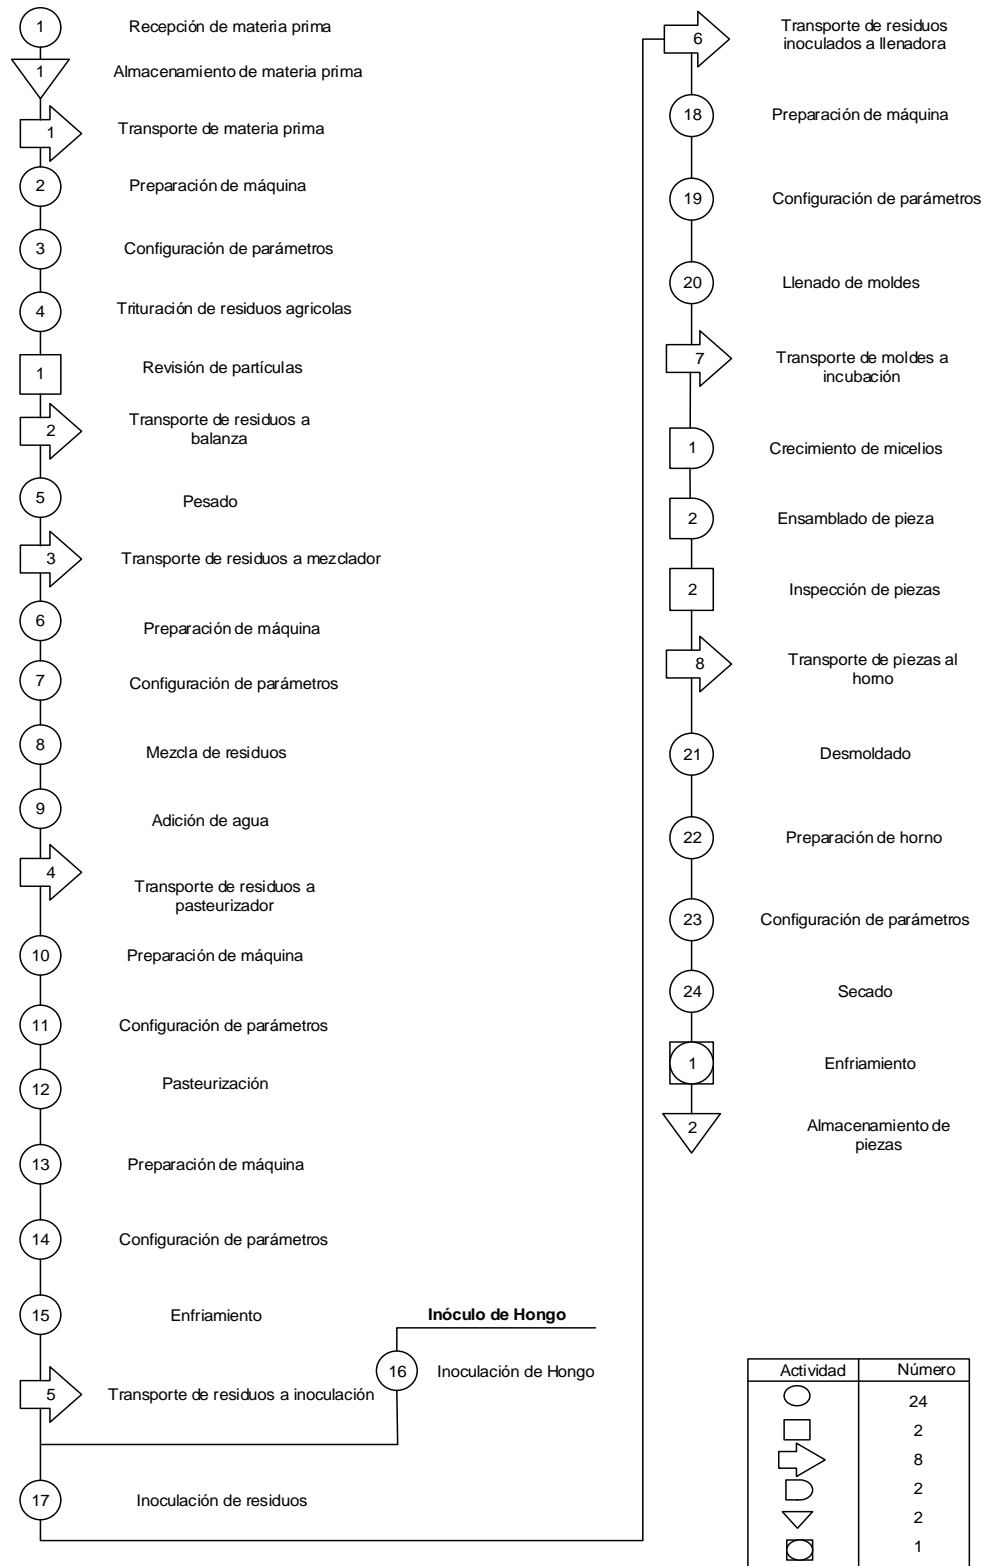 1 Recepción de materia prima
1 Almacenamiento de materia prima
1 Transporte de materia prima
2 Preparación de máquina
3 Configuración de parámetros
4 Trituración de residuos agricolas
1 Revisión de partículas
2 Transporte de residuos a
balanza
5 Pesado
3 Transporte de residuos a mezclador
6 Preparación de máquina
7 Configuración de parámetros
8 Mezcla de residuos
9 Adición de agua
4 Transporte de residuos a
pasteurizador
10 Preparación de máquina
11 Configuración de parámetros
12 Pasteurización
13 Preparación de máquina
14 Configuración de parámetros
15 Enfriamiento
Inóculo de Hongo
16 Inoculación de Hongo
5 Transporte de residuos a inoculación
17 Inoculación de residuos
6 Transporte de residuos
inoculados a llenadora
18 Preparación de máquina
19 Configuración de parámetros
20 Llenado de moldes
7 Transporte de moldes a
incubación
1 Crecimiento de micelios
2 Ensamblado de pieza
2 Inspección de piezas
8 Transporte de piezas al
horno
21 Desmoldado
22 Preparación de horno
23 Configuración de parámetros
24 Secado
1 Enfriamiento
2 Almacenamiento de
piezas
Actividad Número
24
2
8
2
2
1